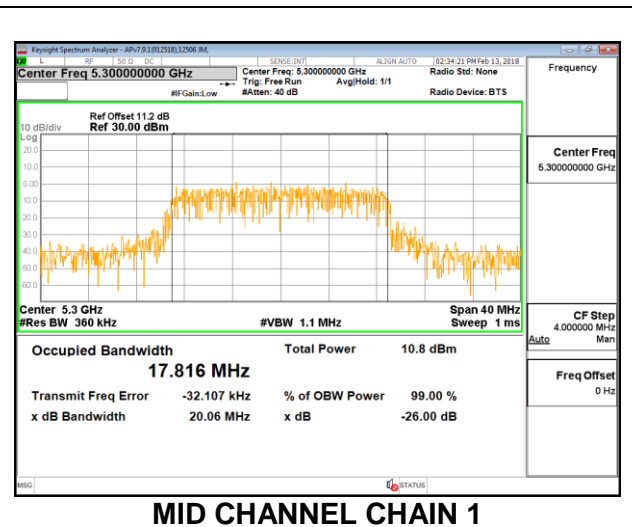 Keysight Spectrum Analyzer - APv7.9.1(012518),12506 JM,
L RF 50 Ω DC SENSE:INT ALIGN AUTO 02:34:21 PM Feb 13, 2018
Center Freq 5.300000000 GHz Center Freq: 5.300000000 GHz Radio Std: None Frequency
Trig: Free Run Avg|Hold: 1/1
#IFGain:Low #Atten: 40 dB Radio Device: BTS
Ref Offset 11.2 dB
10 dB/div Ref 30.00 dBm
Log
20.0
10.0
0.00
-10.0
-20.0
-30.0
-40.0
-50.0
-60.0
Center Freq
5.300000000 GHz
Center 5.3 GHz Span 40 MHz
#Res BW 360 kHz #VBW 1.1 MHz Sweep 1 ms
CF Step
4.000000 MHz
Auto Man
Occupied Bandwidth Total Power 10.8 dBm
17.816 MHz
Freq Offset
0 Hz
Transmit Freq Error -32.107 kHz % of OBW Power 99.00 %
x dB Bandwidth 20.06 MHz x dB -26.00 dB
MSG STATUS
MID CHANNEL CHAIN 1